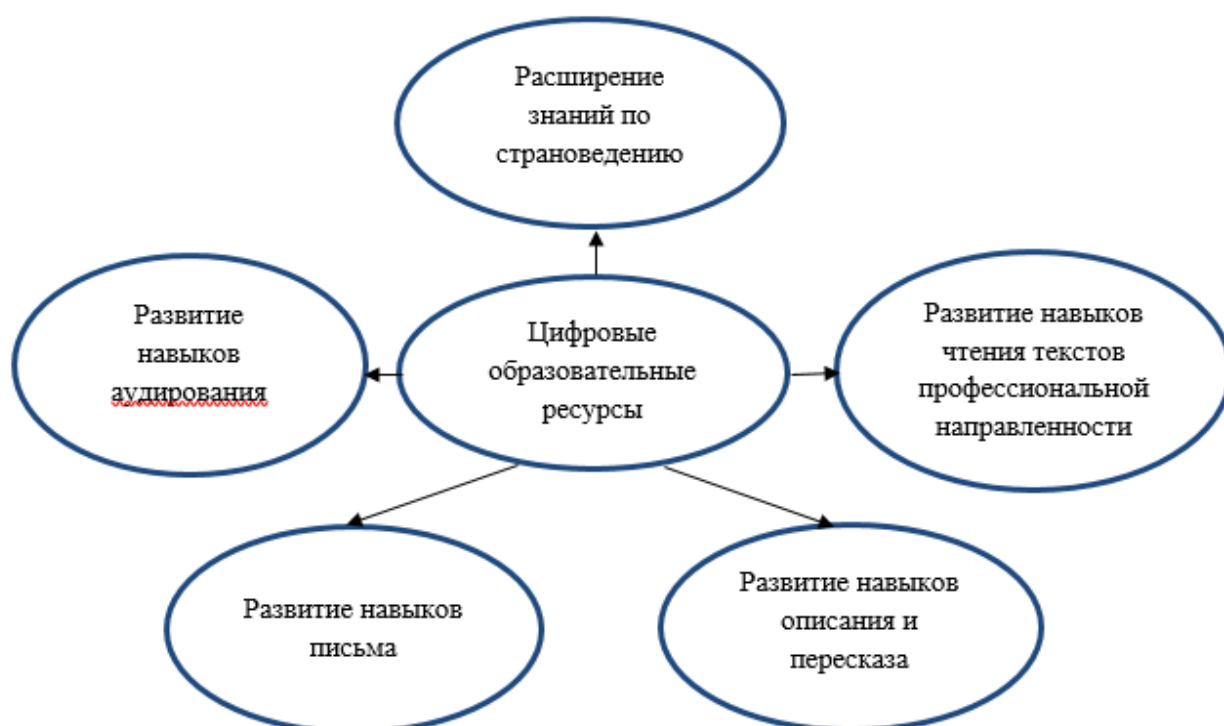 Расширение
знаний по
страноведению
Развитие
навыков
аудирования
Цифровые
образовательные
ресурсы
Развитие навыков
чтения текстов
профессиональной
направленности
Развитие навыков
письма
Развитие навыков
описания и
пересказа